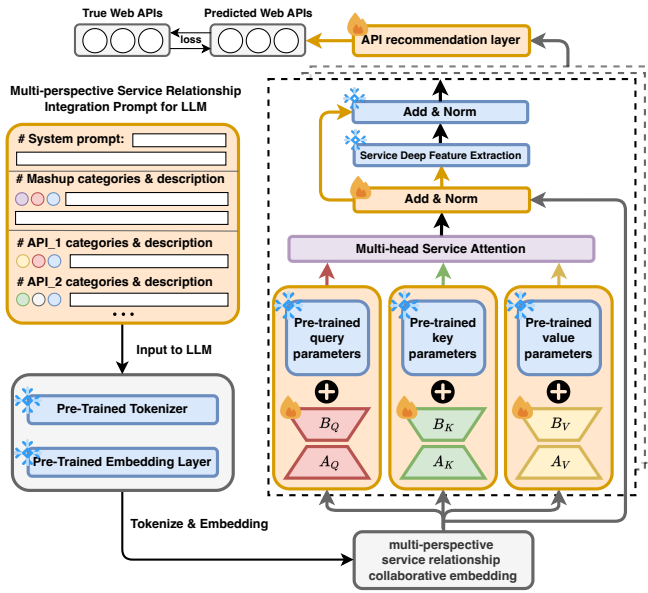 True Web APIs
Predicted Web APIs
loss
API recommendation layer
Multi-perspective Service Relationship
Integration Prompt for LLM
# System prompt:
# Mashup categories & description
# API_1 categories & description
# API_2 categories & description
...
Input to LLM
Pre-Trained Tokenizer
Pre-Trained Embedding Layer
Tokenize & Embedding
Add & Norm
Service Deep Feature Extraction
Add & Norm
Multi-head Service Attention
Pre-trained
query
parameters
Pre-trained
key
parameters
Pre-trained
value
parameters
B_Q
B_K
B_V
A_Q
A_K
A_V
multi-perspective
service relationship
collaborative embedding